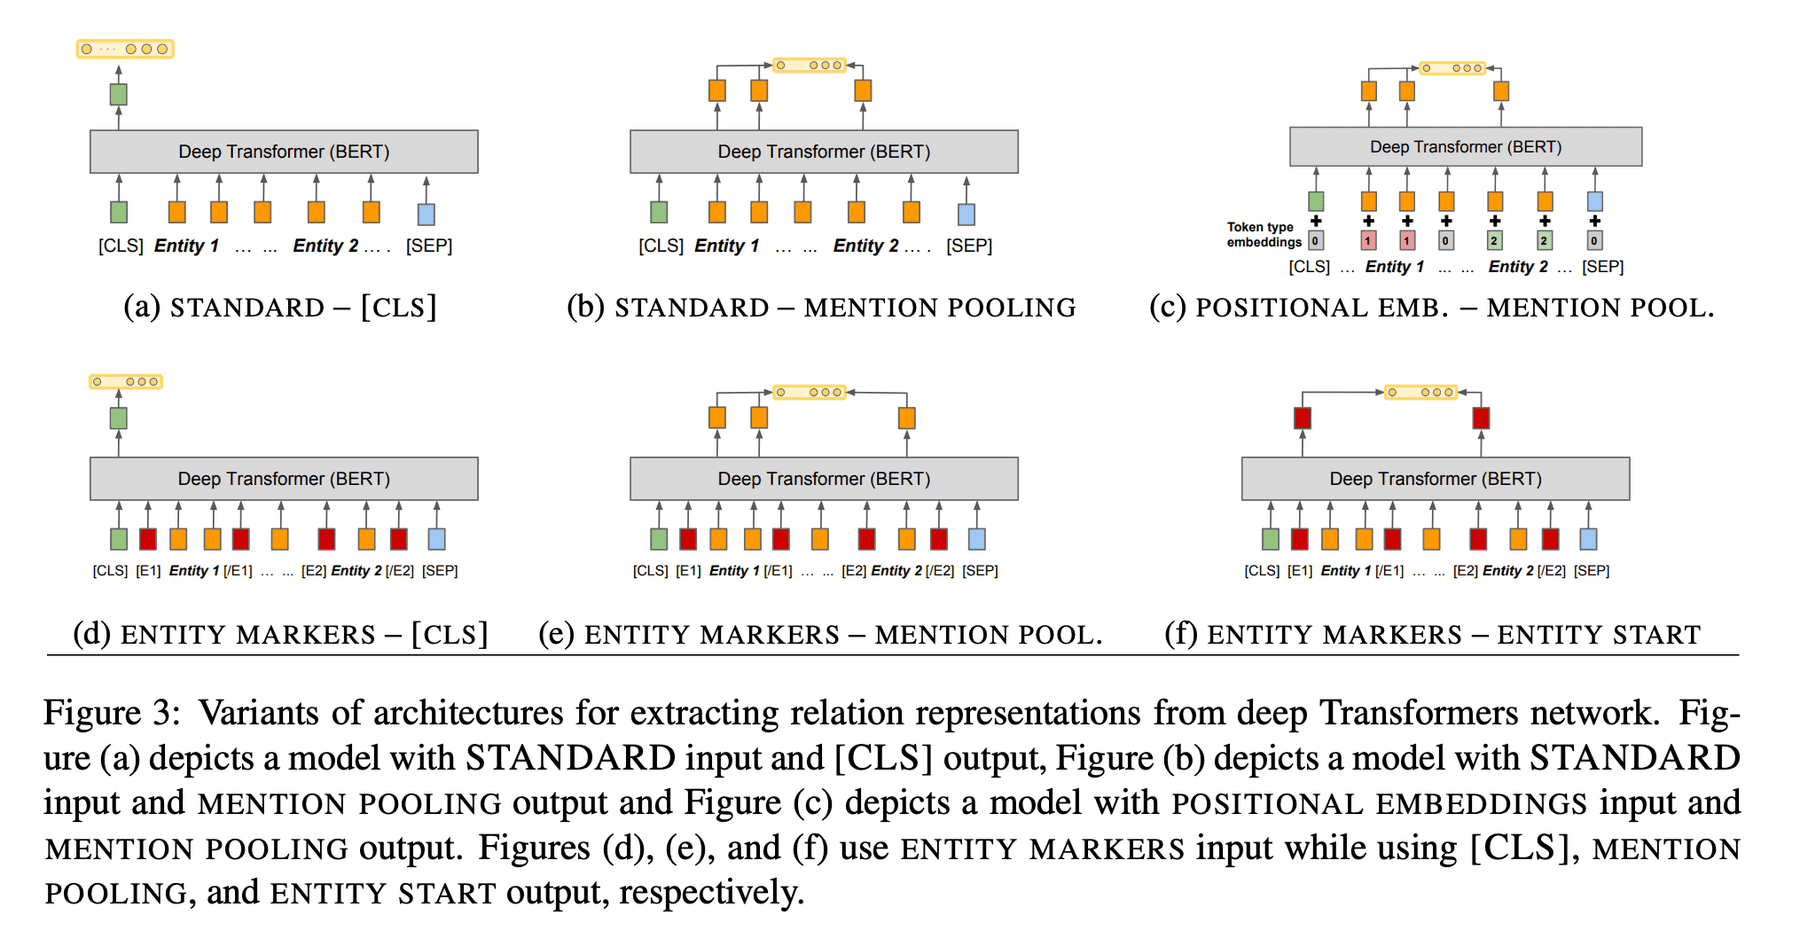 Deep Transformer (BERT)
[CLS] Entity 1 ... ... Entity 2 ... . [SEP]
(a) STANDARD – [CLS]
Deep Transformer (BERT)
[CLS] Entity 1 ... ... Entity 2 ... . [SEP]
(b) STANDARD – MENTION POOLING
Deep Transformer (BERT)
Token type
embeddings 0 1 1 0 2 2 0
[CLS] ... Entity 1 ... ... Entity 2 ... [SEP]
(c) POSITIONAL EMB. – MENTION POOL.
Deep Transformer (BERT)
[CLS] [E1] Entity 1 [/E1] ... ... [E2] Entity 2 [/E2] [SEP]
(d) ENTITY MARKERS – [CLS]
Deep Transformer (BERT)
[CLS] [E1] Entity 1 [/E1] ... ... [E2] Entity 2 [/E2] [SEP]
(e) ENTITY MARKERS – MENTION POOL.
Deep Transformer (BERT)
[CLS] [E1] Entity 1 [/E1] ... ... [E2] Entity 2 [/E2] [SEP]
(f) ENTITY MARKERS – ENTITY START
Figure 3: Variants of architectures for extracting relation representations from deep Transformers network. Fig-
ure (a) depicts a model with STANDARD input and [CLS] output, Figure (b) depicts a model with STANDARD
input and MENTION POOLING output and Figure (c) depicts a model with POSITIONAL EMBEDDINGS input and
MENTION POOLING output. Figures (d), (e), and (f) use ENTITY MARKERS input while using [CLS], MENTION
POOLING, and ENTITY START output, respectively.